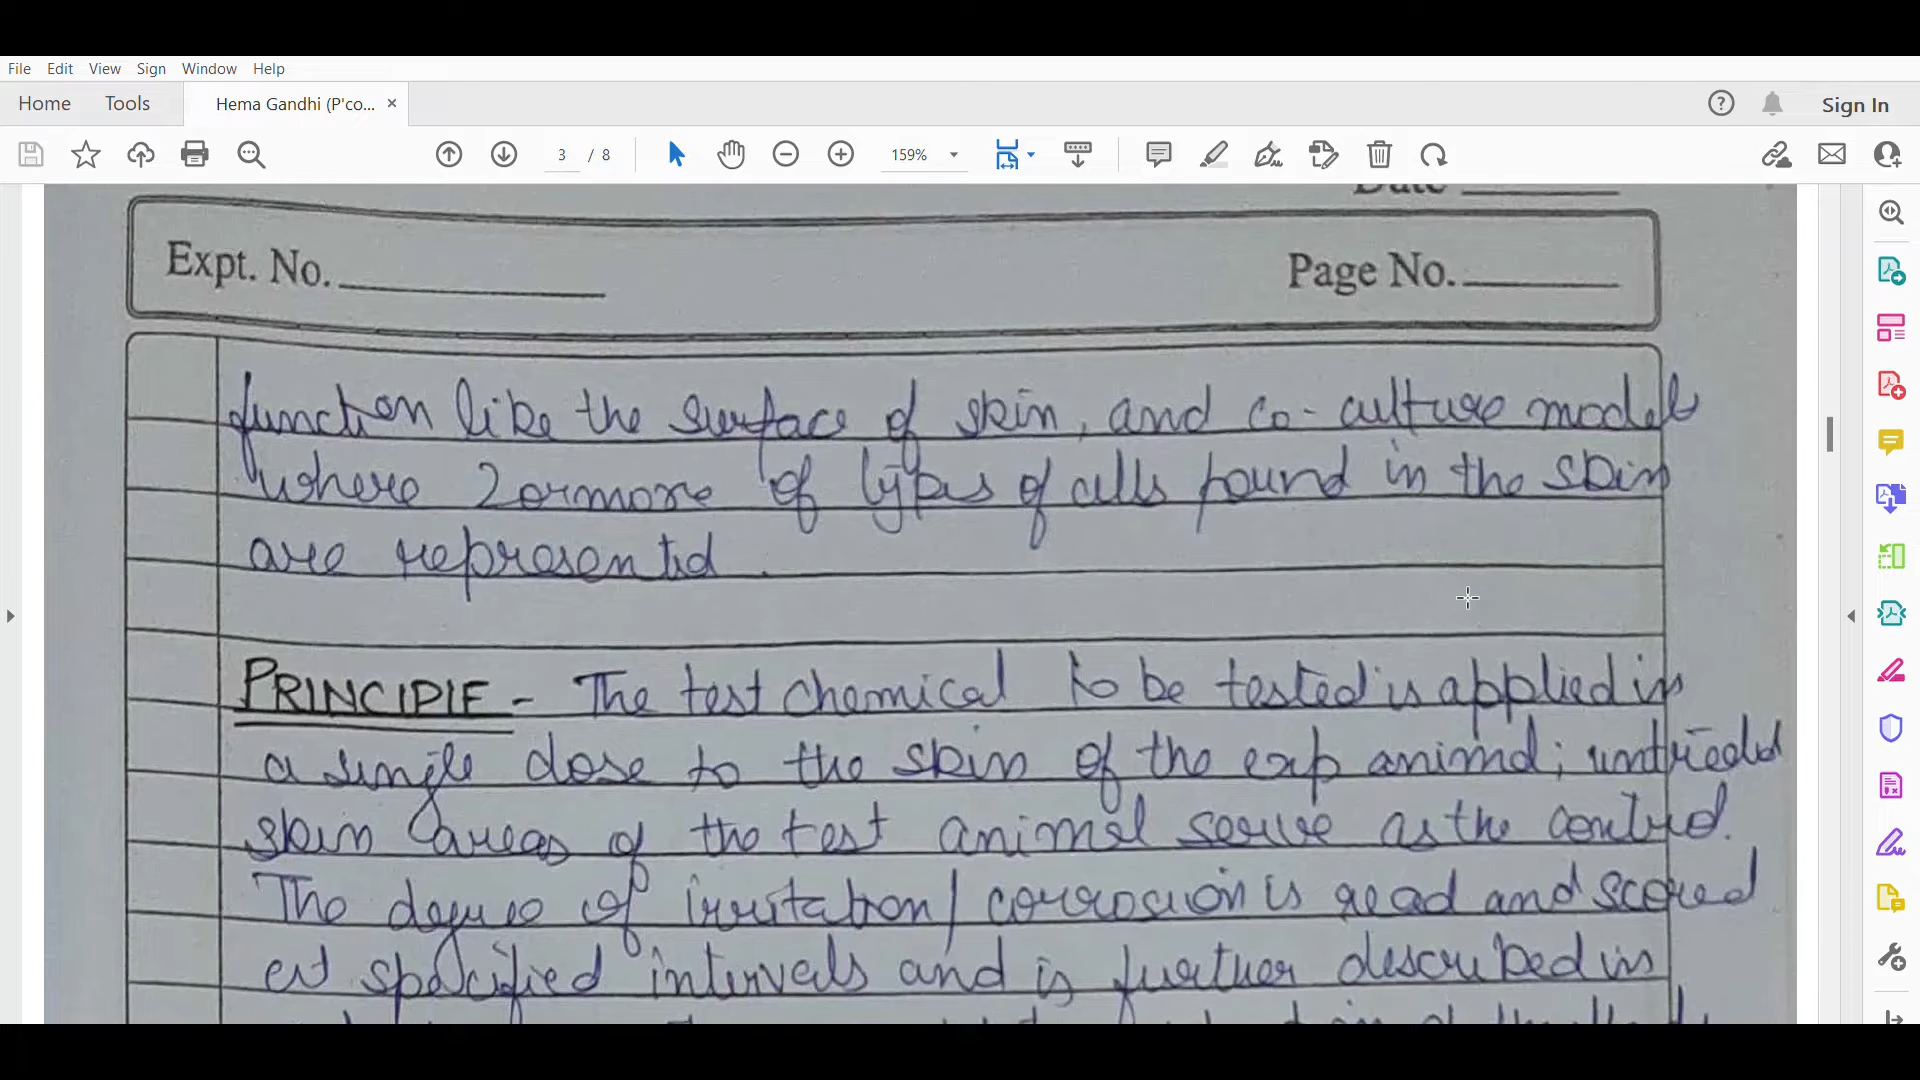 File Edit View Sign Window Help
Home Tools Hema Gandhi (P'co... × Sign In
3 / 8 159%
Date
Expt. No. Page No.
function like the surface of skin, and co-culture models
where 2 or more of types of cells found in the skin
are represented.
PRINCIPLE - The test chemical to be tested is applied in
a single dose to the skin of the exp animal; untreated
skin areas of the test animal serve as the control.
The degree of irritation/ corrosion is read and scored
at specified intervals and is further described in